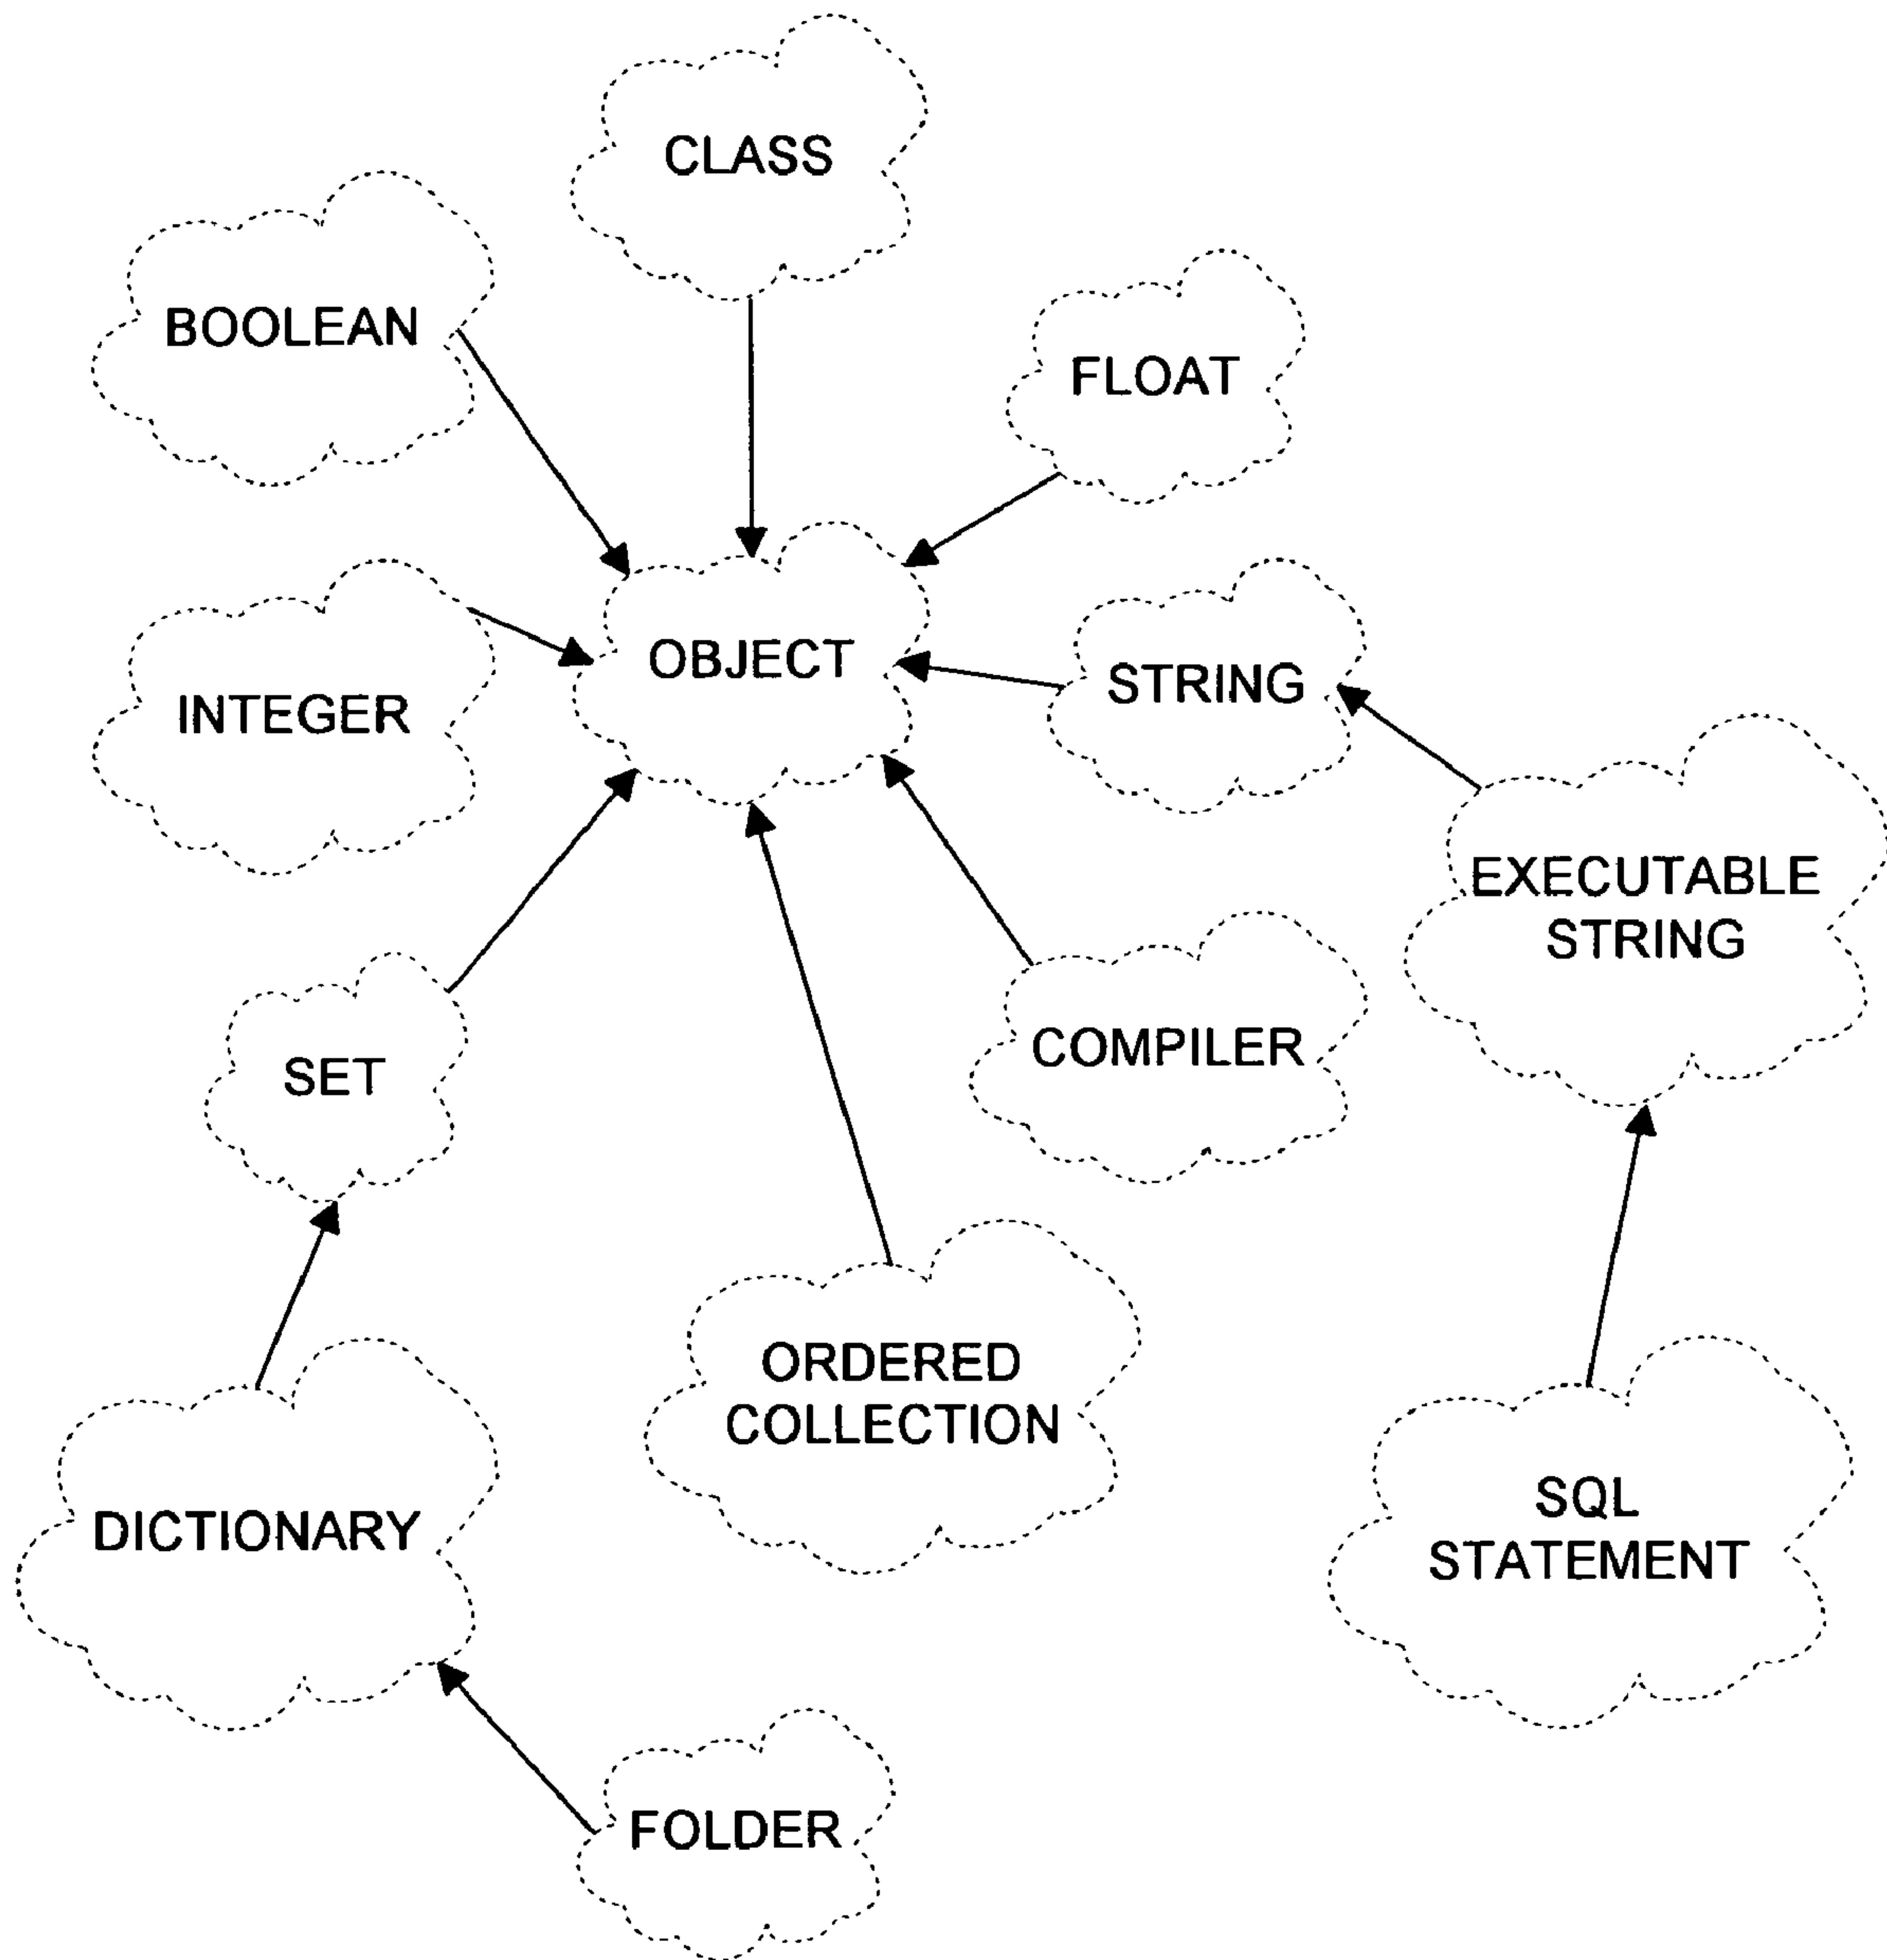 CLASS
BOOLEAN
FLOAT
OBJECT
STRING
INTEGER
EXECUTABLE
STRING
COMPILER
SET
ORDERED
COLLECTION
DICTIONARY
SQL
STATEMENT
FOLDER